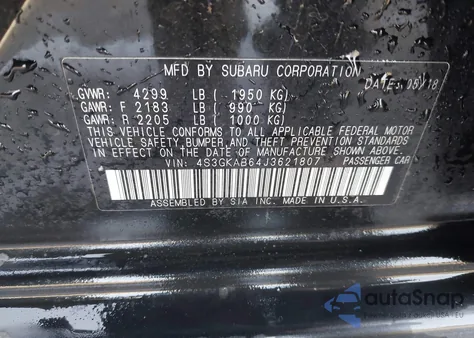 MFD BY SUBARU CORPORATION DATE: 05/18
GVWR: 4299 LB ( 1950 KG)
GAWR: F 2183 LB ( 990 KG)
GAWR: R 2205 LB ( 1000 KG)
THIS VEHICLE CONFORMS TO ALL APPLICABLE FEDERAL MOTOR
VEHICLE SAFETY, BUMPER, AND THEFT PREVENTION STANDARDS
IN EFFECT ON THE DATE OF MANUFACTURE SHOWN ABOVE.
VIN: 4S3GKAB64J3621807 PASSENGER CAR
ASSEMBLED BY SIA INC. MADE IN U.S.A.
autoSnap